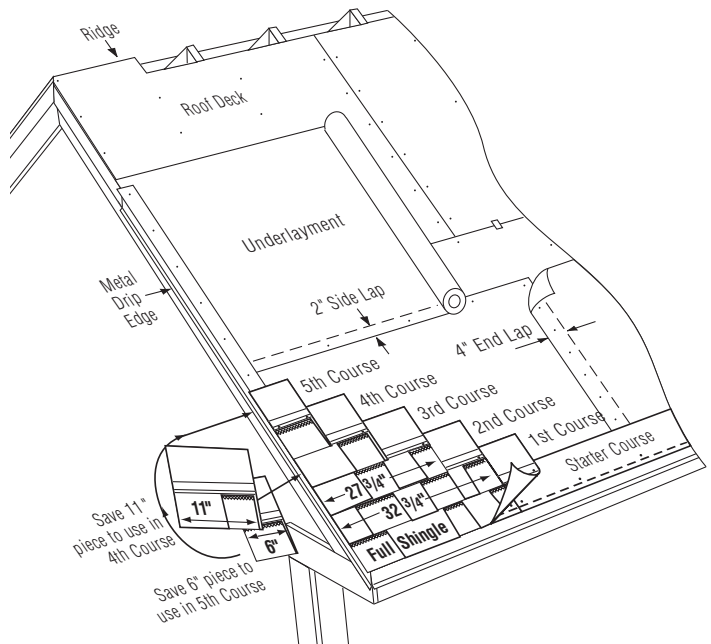 Ridge
Roof Deck
Underlayment
Metal
Drip
Edge
2" Side Lap
4" End Lap
5th Course
4th Course
3rd Course
2nd Course
1st Course
Starter Course
27 3/4"
32 3/4"
Full Shingle
11"
6"
Save 11"
piece to use in
4th Course
Save 6" piece to
use in 5th Course